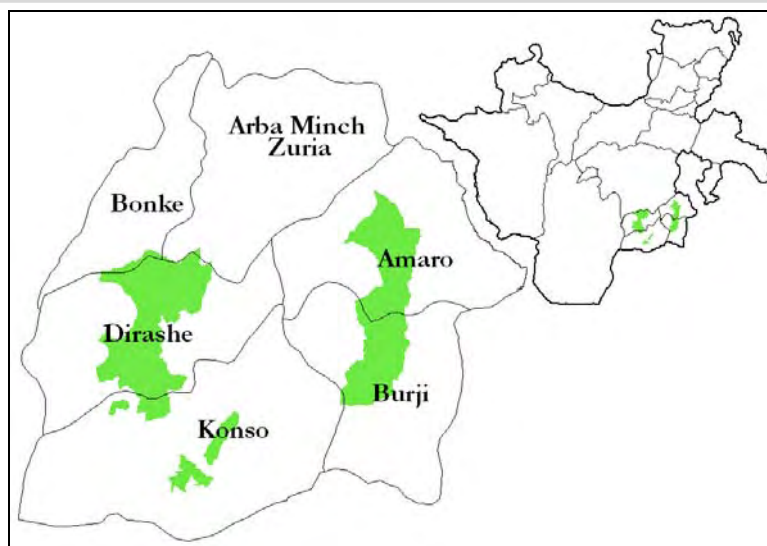 Arba Minch
Zuria
Bonke
Amaro
Dirashe
Burji
Konso